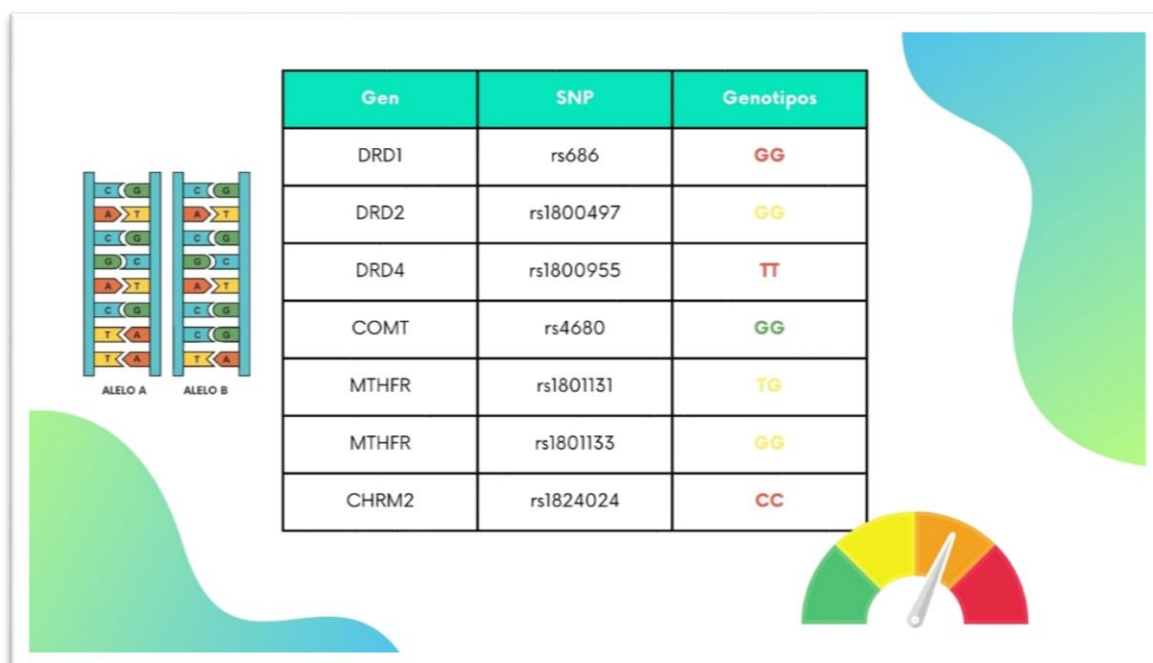 Gen SNP Genotipos
DRD1 rs686 GG
DRD2 rs1800497 GG
DRD4 rs1800955 TT
COMT rs4680 GG
MTHFR rs1801131 TG
MTHFR rs1801133 GG
CHRM2 rs1824024 CC
C G C G
A T A T
C G C G
G C G C
A T A T
C G C G
T A C G
T A T A
ALELO A ALELO B